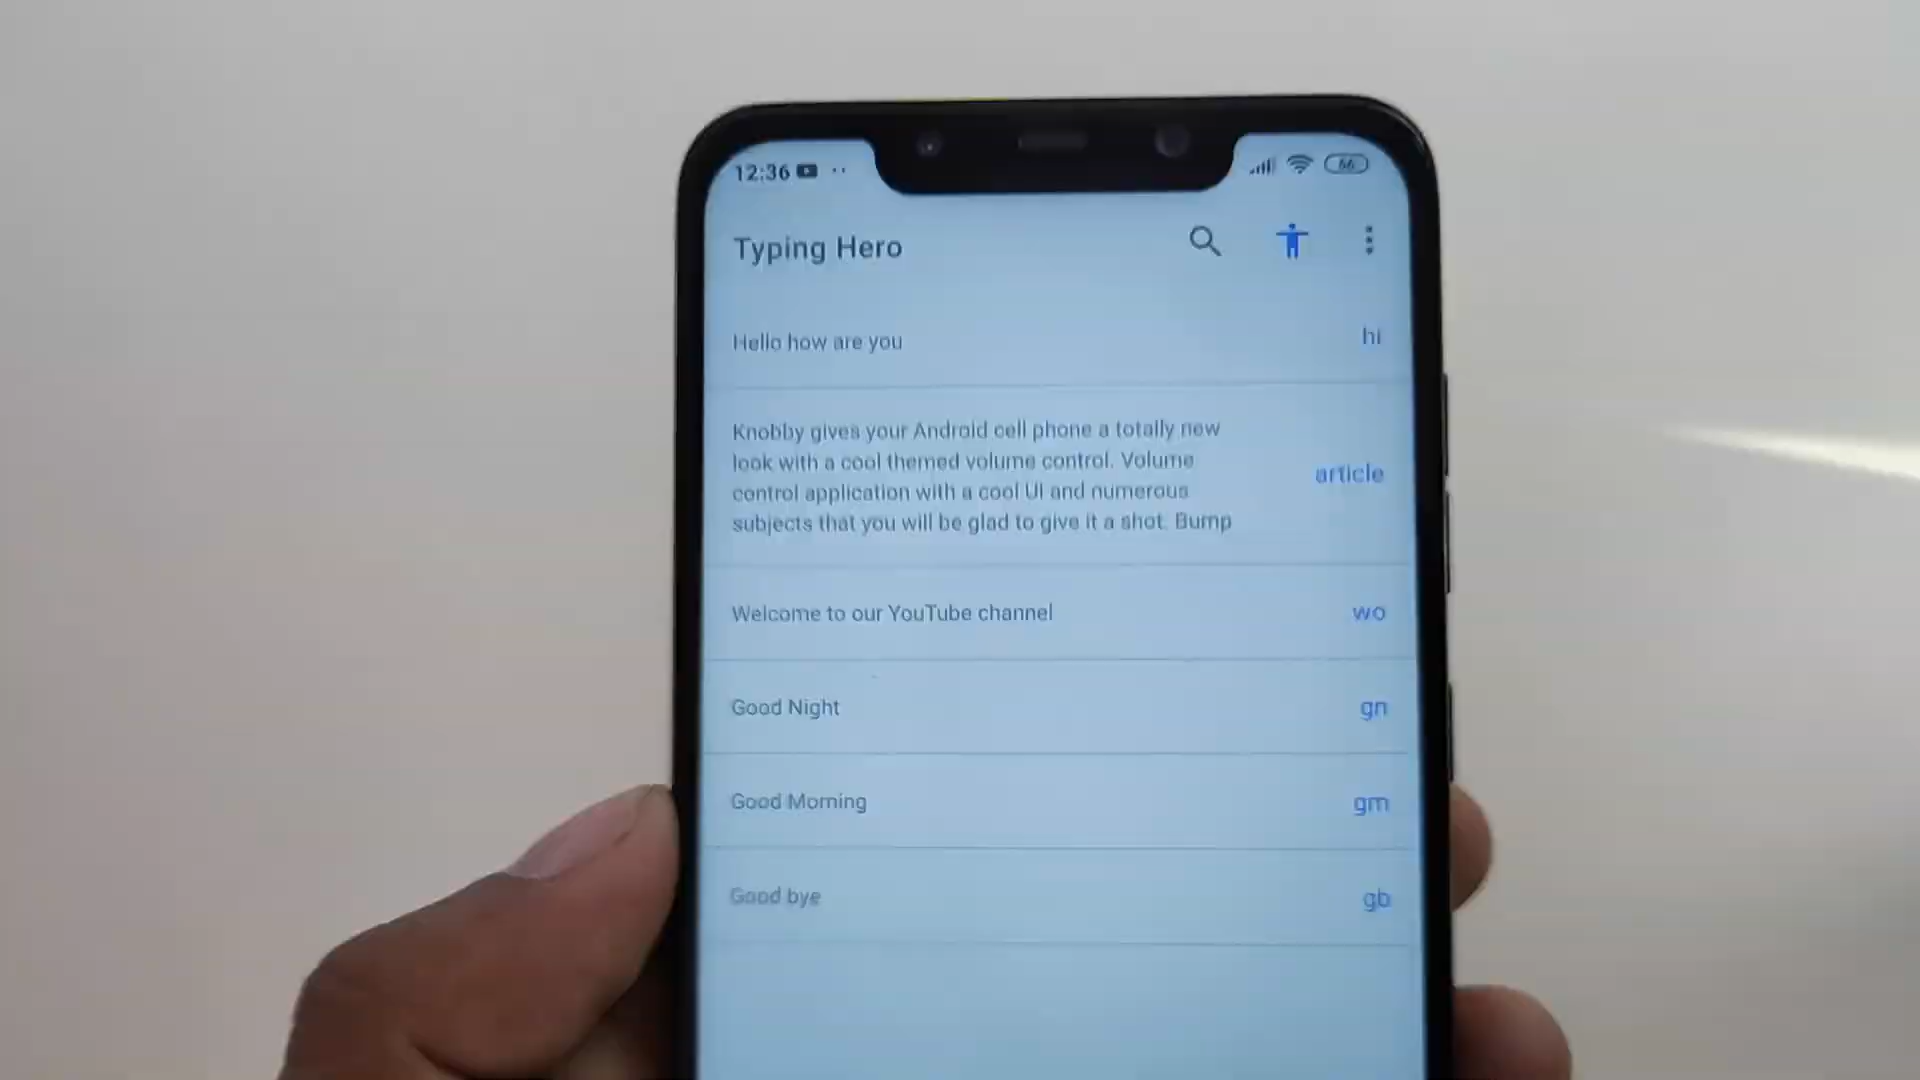 12:36
66
Typing Hero
Hello how are you
hi
Knobby gives your Android cell phone a totally new
look with a cool themed volume control. Volume
control application with a cool UI and numerous
subjects that you will be glad to give it a shot. Bump
article
Welcome to our YouTube channel
wo
Good Night
gn
Good Morning
gm
Good bye
gb